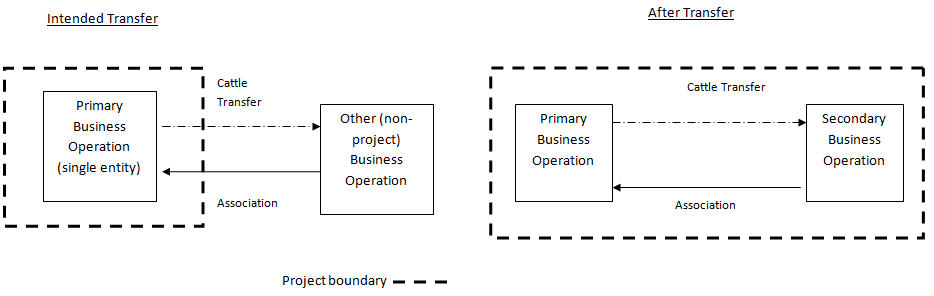 Intended Transfer
After Transfer
Primary
Business
Operation
(single entity)
Cattle
Transfer
Other (non-
project)
Business
Operation
Association
Cattle Transfer
Primary
Business
Operation
Secondary
Business
Operation
Association
Project boundary